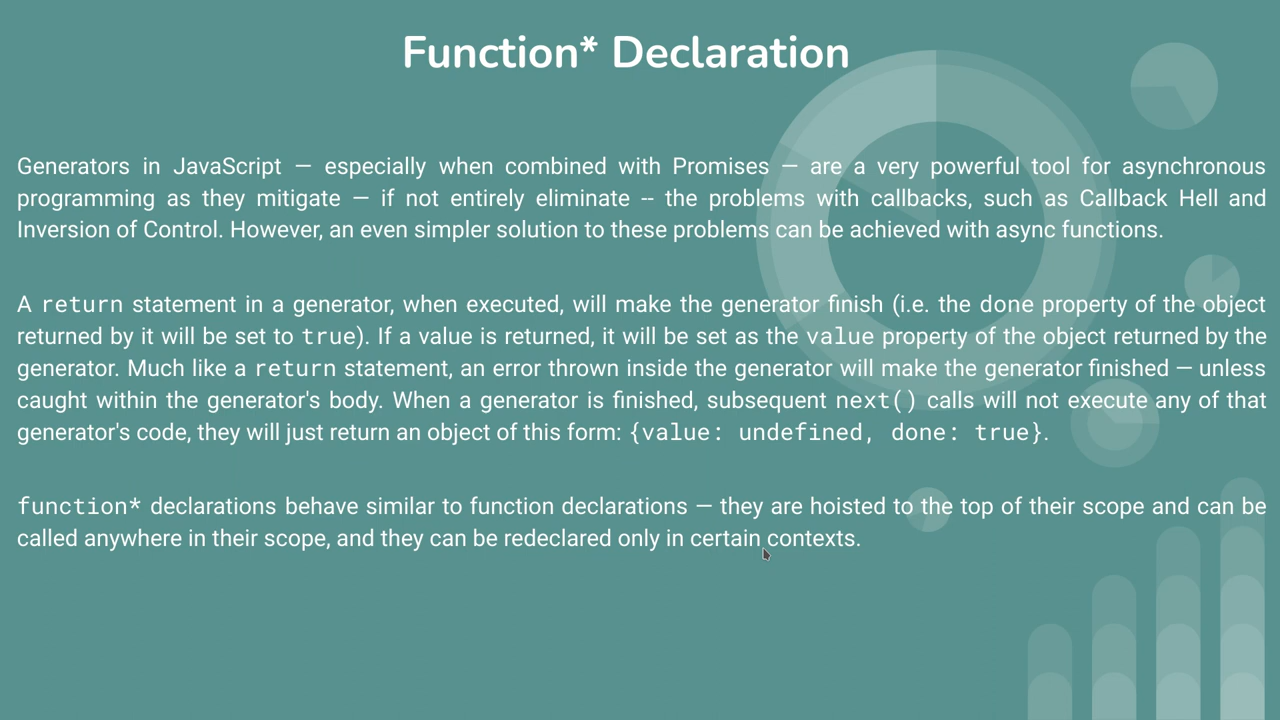 Function* Declaration
Generators in JavaScript — especially when combined with Promises — are a very powerful tool for asynchronous
programming as they mitigate — if not entirely eliminate -- the problems with callbacks, such as Callback Hell and
Inversion of Control. However, an even simpler solution to these problems can be achieved with async functions.
A return statement in a generator, when executed, will make the generator finish (i.e. the done property of the object
returned by it will be set to true). If a value is returned, it will be set as the value property of the object returned by the
generator. Much like a return statement, an error thrown inside the generator will make the generator finished — unless
caught within the generator's body. When a generator is finished, subsequent next() calls will not execute any of that
generator's code, they will just return an object of this form: {value: undefined, done: true}.
function* declarations behave similar to function declarations — they are hoisted to the top of their scope and can be
called anywhere in their scope, and they can be redeclared only in certain contexts.